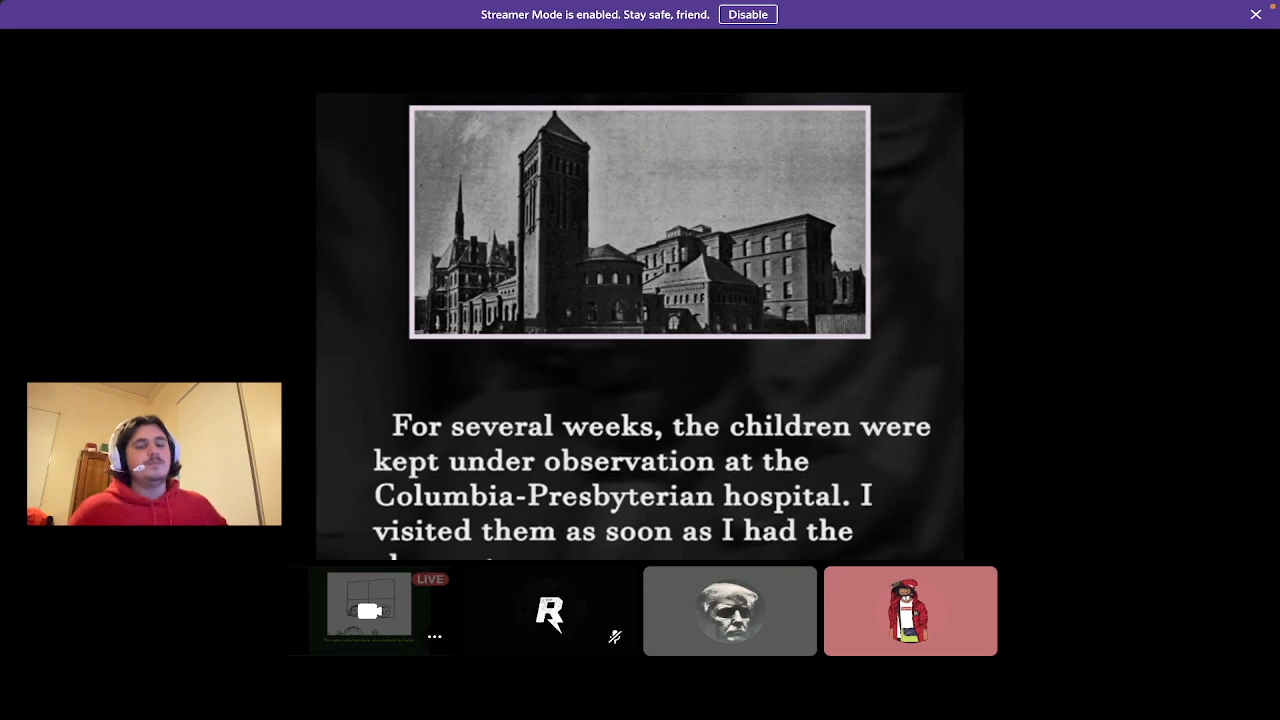 Streamer Mode is enabled. Stay safe, friend. Disable
For several weeks, the children were
kept under observation at the
Columbia-Presbyterian hospital. I
visited them as soon as I had the
LIVE
R